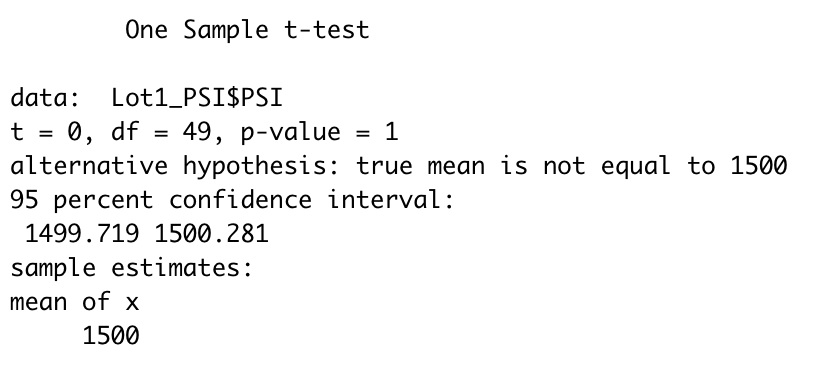 One Sample t-test
data:  Lot1_PSI$PSI
t = 0, df = 49, p-value = 1
alternative hypothesis: true mean is not equal to 1500
95 percent confidence interval:
1499.719 1500.281
sample estimates:
mean of x
1500